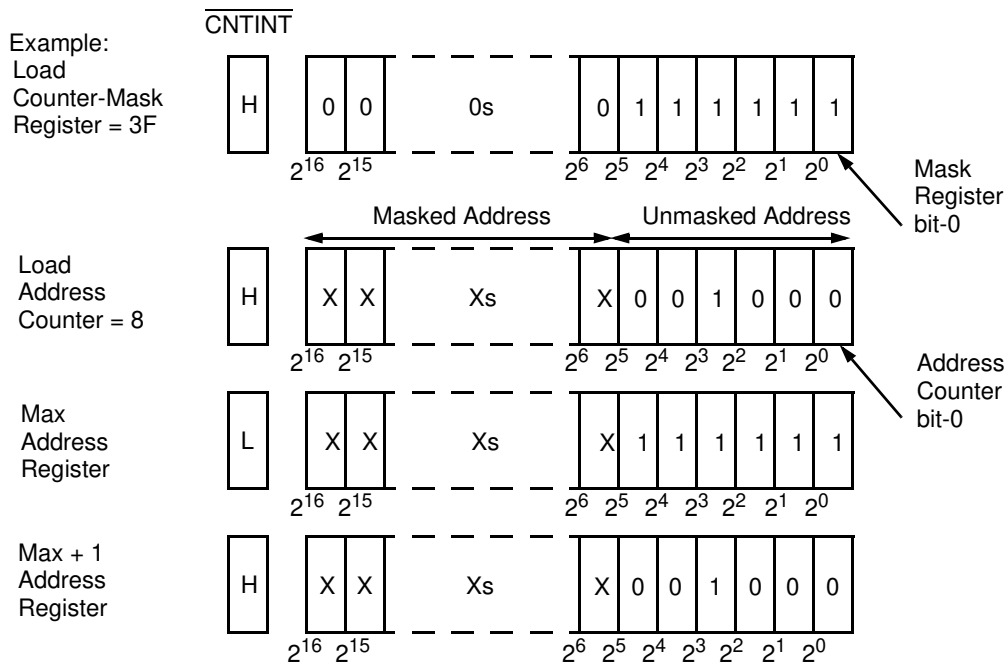 CNTINT
Example:
Load
Counter-Mask
Register = 3F
H
0 0 0s 0 1 1 1 1 1 1
2^16 2^15 2^6 2^5 2^4 2^3 2^2 2^1 2^0
Mask
Register
bit-0
Masked Address
Unmasked Address
Load
Address
Counter = 8
H
X X Xs X 0 0 1 0 0 0
2^16 2^15 2^6 2^5 2^4 2^3 2^2 2^1 2^0
Address
Counter
bit-0
Max
Address
Register
L
X X Xs X 1 1 1 1 1 1
2^16 2^15 2^6 2^5 2^4 2^3 2^2 2^1 2^0
Max + 1
Address
Register
H
X X Xs X 0 0 1 0 0 0
2^16 2^15 2^6 2^5 2^4 2^3 2^2 2^1 2^0